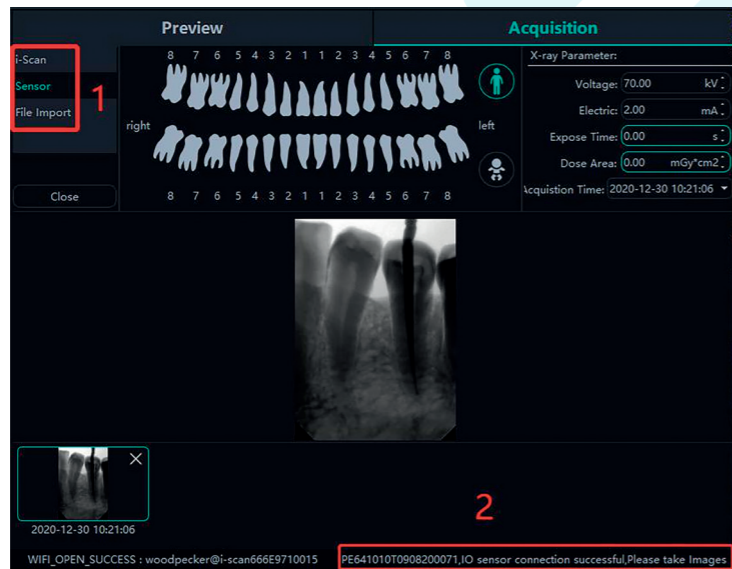 Preview
Acquisition
i-Scan
Sensor
File Import
1
Close
8 7 6 5 4 3 2 1 1 2 3 4 5 6 7 8
right
left
8 7 6 5 4 3 2 1 1 2 3 4 5 6 7 8
X-ray Parameter:
Voltage: 70.00 kV
Electric: 2.00 mA
Expose Time: 0.00 s
Dose Area: 0.00 mGy*cm2
Acquistion Time: 2020-12-30 10:21:06
2020-12-30 10:21:06
2
WIFI_OPEN_SUCCESS : woodpecker@i-scan666E9710015
PE641010T0908200071,IO sensor connection successful,Please take Images